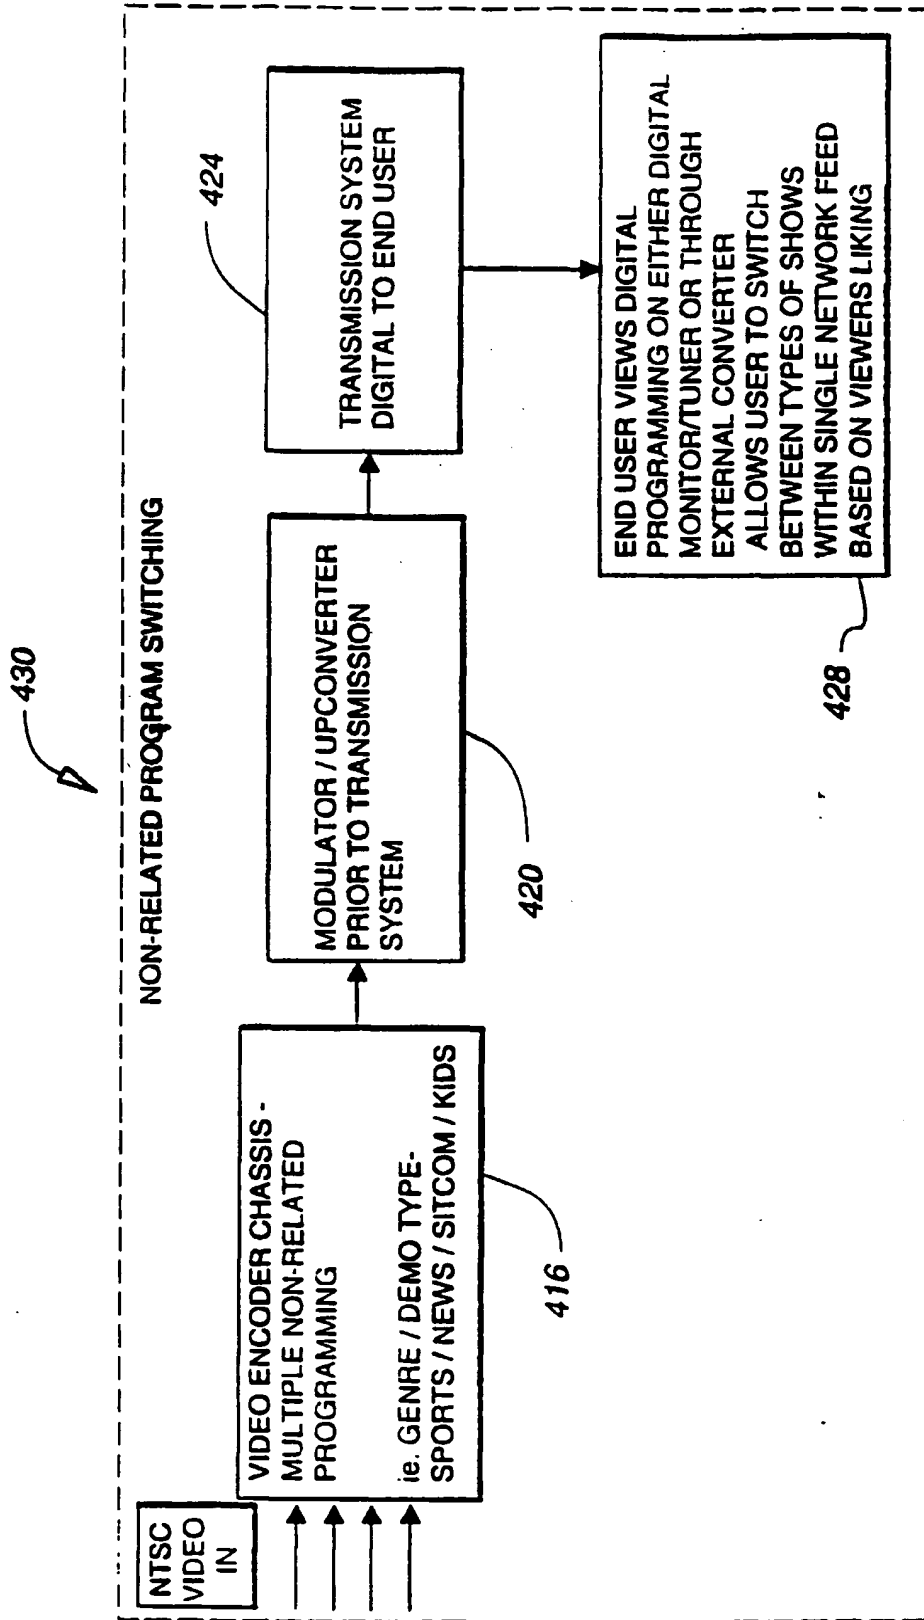 430
NON-RELATED PROGRAM SWITCHING
NTSC
VIDEO
IN
VIDEO ENCODER CHASSIS -
MULTIPLE NON-RELATED
PROGRAMMING
ie. GENRE / DEMO TYPE-
SPORTS / NEWS / SITCOM / KIDS
416
MODULATOR / UPCONVERTER
PRIOR TO TRANSMISSION
SYSTEM
420
TRANSMISSION SYSTEM
DIGITAL TO END USER
424
END USER VIEWS DIGITAL
PROGRAMMING ON EITHER DIGITAL
MONITOR/TUNER OR THROUGH
EXTERNAL CONVERTER
ALLOWS USER TO SWITCH
BETWEEN TYPES OF SHOWS
WITHIN SINGLE NETWORK FEED
BASED ON VIEWERS LIKING
428